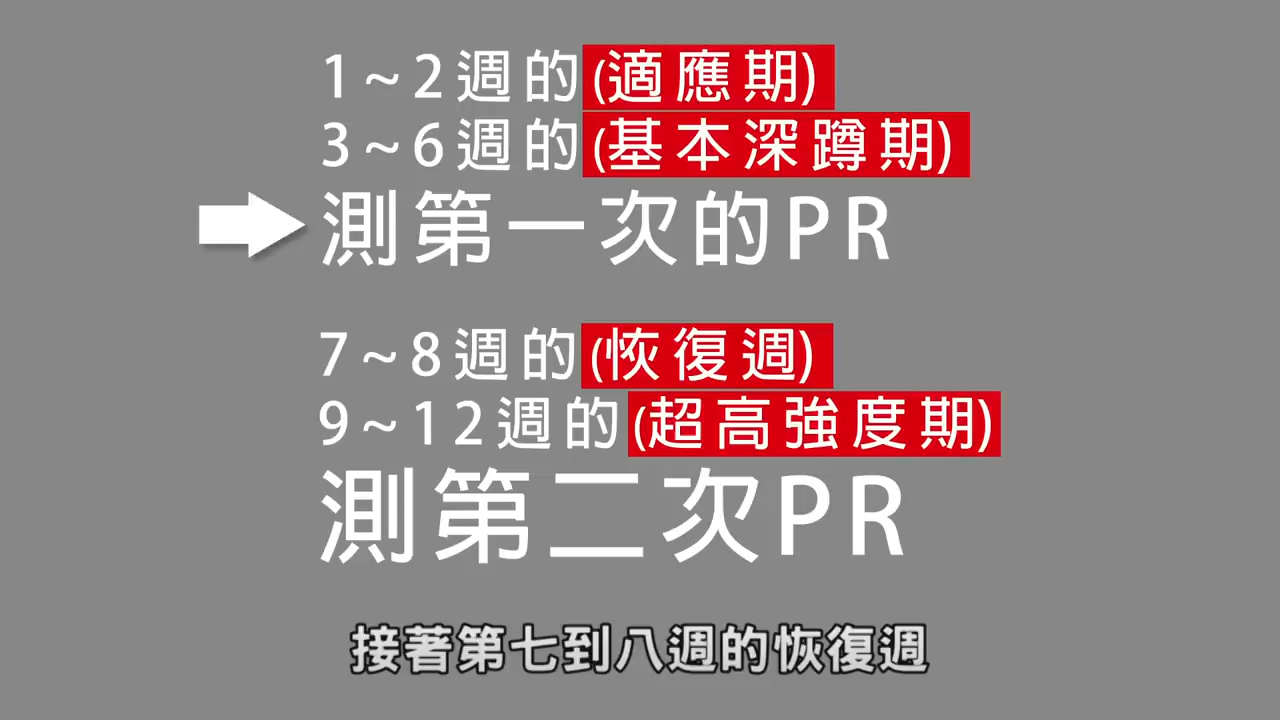 1~2週的(適應期)
3~6週的(基本深蹲期)
測第一次的PR
7~8週的(恢復週)
9~12週的(超高強度期)
測第二次PR
接著第七到八週的恢復週